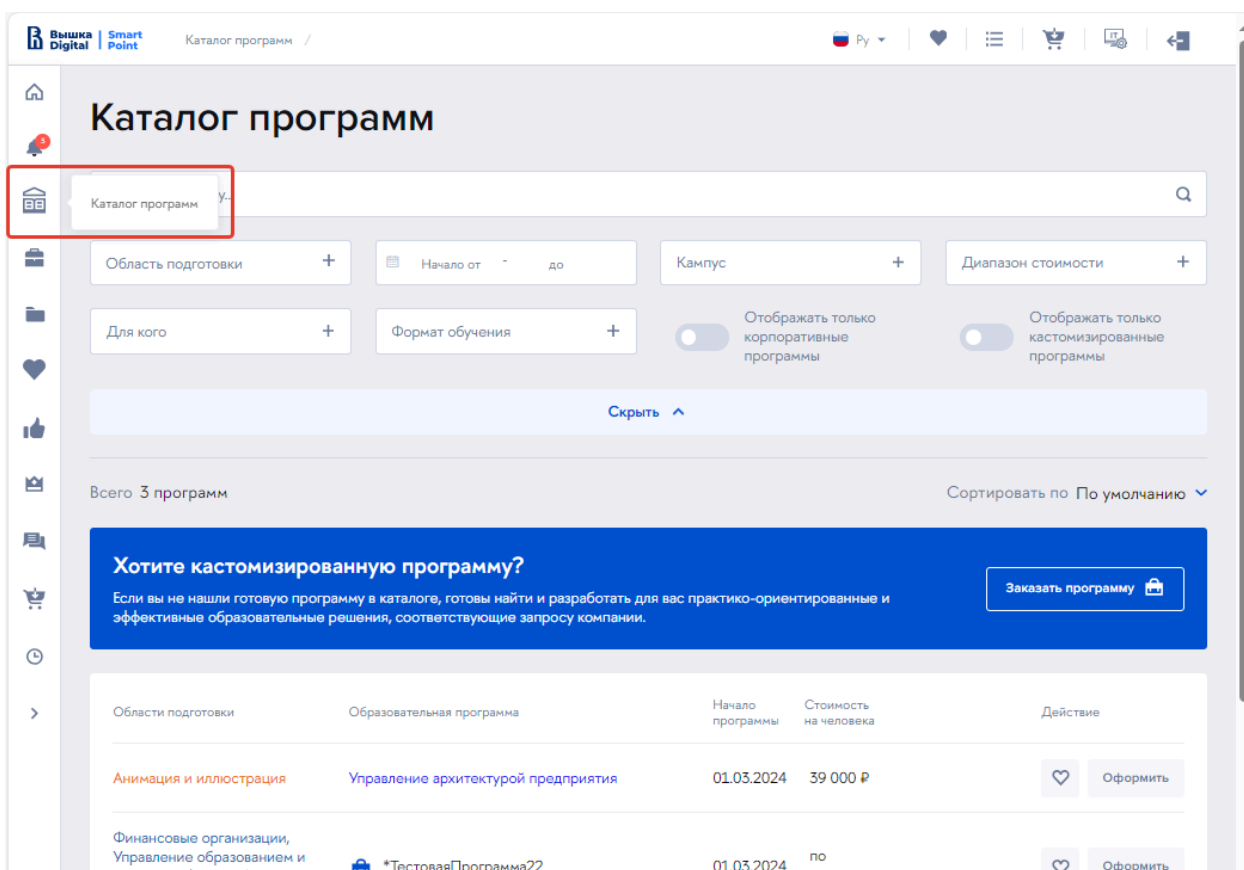 Вышка | Smart
Digital | Point
Каталог программ /
Ру
Каталог программ
3
у...
Каталог программ
Область подготовки +
Начало от - до
Кампус +
Диапазон стоимости +
Для кого +
Формат обучения +
Отображать только
корпоративные
программы
Отображать только
кастомизированные
программы
Скрыть
Всего 3 программ
Сортировать по По умолчанию
Хотите кастомизированную программу?
Если вы не нашли готовую программу в каталоге, готовы найти и разработать для вас практико-ориентированные и
эффективные образовательные решения, соответствующие запросу компании.
Заказать программу
Области подготовки
Образовательная программа
Начало
программы
Стоимость
на человека
Действие
Анимация и иллюстрация
Управление архитектурой предприятия
01.03.2024
39 000 ₽
Оформить
Финансовые организации,
Управление образованием и
*ТестоваяПрограмма22
01.03.2024
по
Оформить